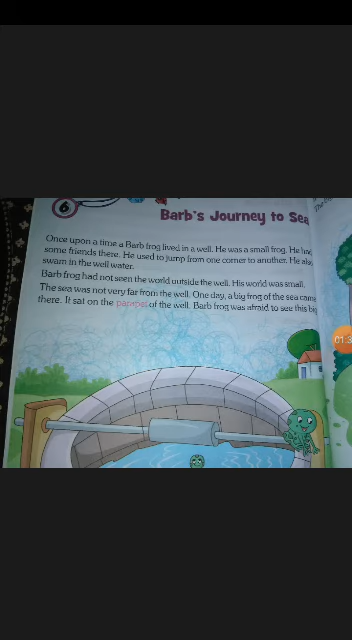 6
Barb's Journey to Sea
Once upon a time a Barb frog lived in a well. He was a small frog. He had
some friends there. He used to jump from one corner to another. He also
swam in the well water.
Barb frog had not seen the world outside the well. His world was small.
The sea was not very far from the well. One day, a big frog of the sea came
there. It sat on the parapet of the well. Barb frog was afraid to see this big